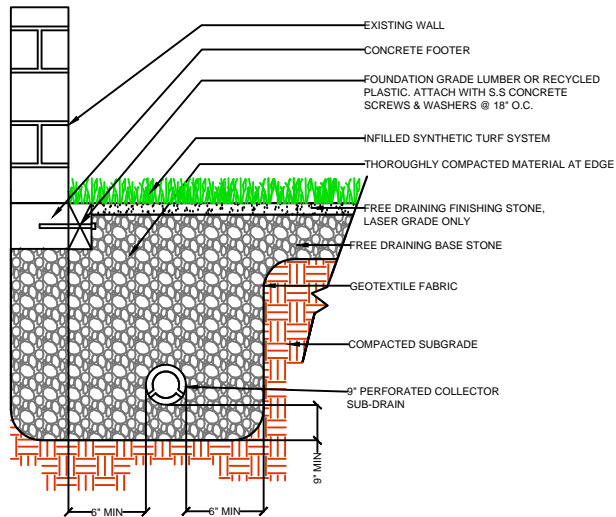 EXISTING WALL
CONCRETE FOOTER
FOUNDATION GRADE LUMBER OR RECYCLED
PLASTIC. ATTACH WITH S.S CONCRETE
SCREWS & WASHERS @ 18" O.C.
INFILLED SYNTHETIC TURF SYSTEM
THOROUGHLY COMPACTED MATERIAL AT EDGE
FREE DRAINING FINISHING STONE,
LASER GRADE ONLY
FREE DRAINING BASE STONE
GEOTEXTILE FABRIC
COMPACTED SUBGRADE
9" PERFORATED COLLECTOR
SUB-DRAIN
9" MIN
6" MIN
6" MIN